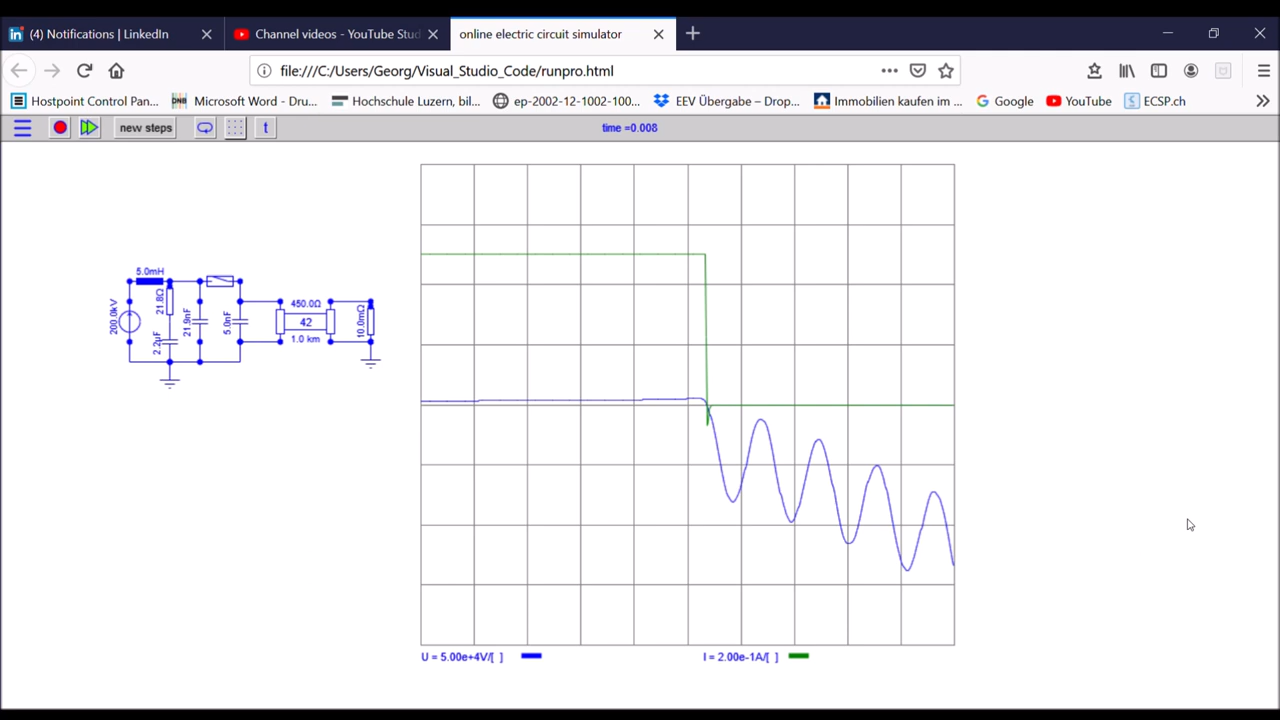 (4) Notifications | LinkedIn
Channel videos - YouTube Stud
online electric circuit simulator
file:///C:/Users/Georg/Visual_Studio_Code/runpro.html
Hostpoint Control Pan...
Microsoft Word - Dru...
Hochschule Luzern, bil...
ep-2002-12-1002-100...
EEV Übergabe – Drop...
Immobilien kaufen im ...
Google
YouTube
ECSP.ch
new steps
t
time =0.008
5.0mH
200.0kV
21.8Ω
2.2µF
21.9nF
5.0nF
450.0Ω
42
1.0 km
10.0mΩ
U = 5.00e+4V/[ ]
I = 2.00e-1A/[ ]